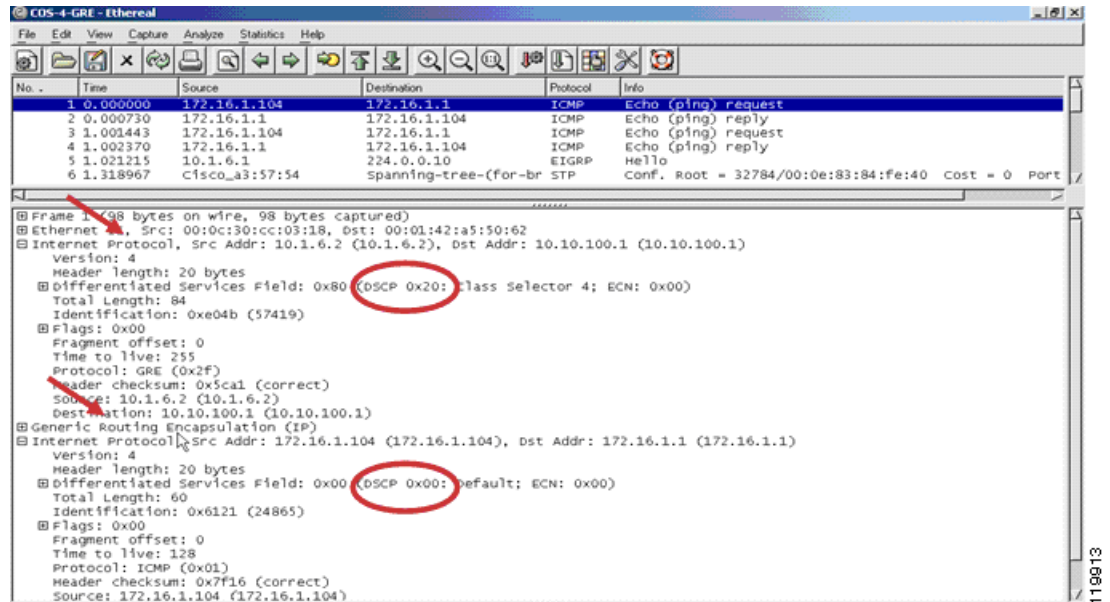 COS-4-GRE - Ethereal
File Edit View Capture Analyze Statistics Help
No. . Time Source Destination Protocol Info
1 0.000000 172.16.1.104 172.16.1.1 ICMP Echo (ping) request
2 0.000730 172.16.1.1 172.16.1.104 ICMP Echo (ping) reply
3 1.001443 172.16.1.104 172.16.1.1 ICMP Echo (ping) request
4 1.002370 172.16.1.1 172.16.1.104 ICMP Echo (ping) reply
5 1.021215 10.1.6.1 224.0.0.10 EIGRP Hello
6 1.318967 Cisco_a3:57:54 Spanning-tree-(for-br STP Conf. Root = 32784/00:0e:83:84:fe:40 Cost = 0 Port
Frame 1 (98 bytes on wire, 98 bytes captured)
Ethernet , Src: 00:0c:30:cc:03:18, Dst: 00:01:42:a5:50:62
Internet Protocol, Src Addr: 10.1.6.2 (10.1.6.2), Dst Addr: 10.10.100.1 (10.10.100.1)
Version: 4
Header length: 20 bytes
Differentiated Services Field: 0x80 (DSCP 0x20: Class Selector 4; ECN: 0x00)
Total Length: 84
Identification: 0xe04b (57419)
Flags: 0x00
Fragment offset: 0
Time to live: 255
Protocol: GRE (0x2f)
Header checksum: 0x5ca1 (correct)
Source: 10.1.6.2 (10.1.6.2)
Destination: 10.10.100.1 (10.10.100.1)
Generic Routing Encapsulation (IP)
Internet Protocol, Src Addr: 172.16.1.104 (172.16.1.104), Dst Addr: 172.16.1.1 (172.16.1.1)
Version: 4
Header length: 20 bytes
Differentiated Services Field: 0x00 (DSCP 0x00: Default; ECN: 0x00)
Total Length: 60
Identification: 0x6121 (24865)
Flags: 0x00
Fragment offset: 0
Time to live: 128
Protocol: ICMP (0x01)
Header checksum: 0x7f16 (correct)
Source: 172.16.1.104 (172.16.1.104)
119913